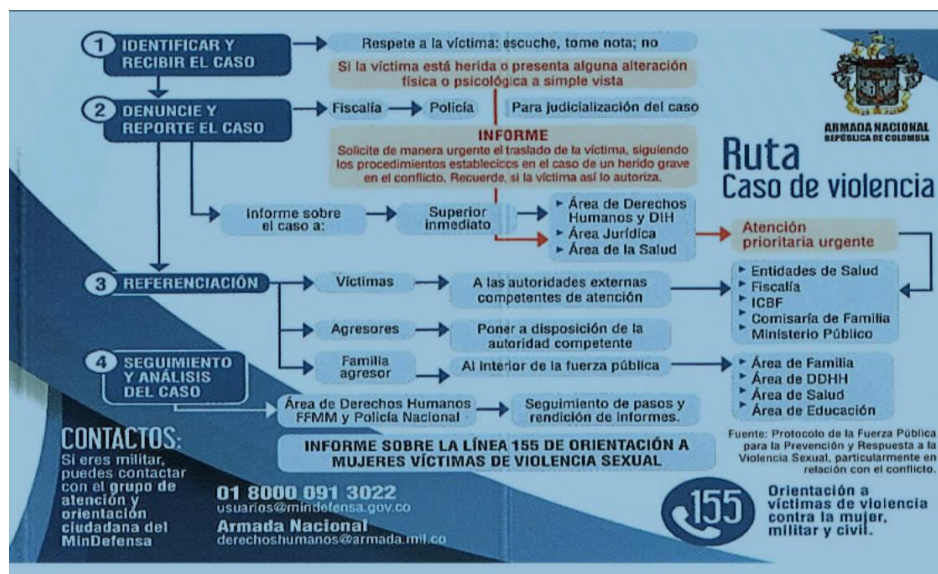 1 IDENTIFICAR Y
RECIBIR EL CASO
Respete a la víctima: escuche, tome nota; no
Si la víctima está herida o presenta alguna alteración
física o psicológica a simple vista
2 DENUNCIE Y
REPORTE EL CASO
Fiscalía
Policía
Para judicialización del caso
INFORME
Solicite de manera urgente el traslado de la víctima, siguiendo
los procedimientos establecicos en el caso de un herido grave
en el conflicto. Recuerde, si la víctima así lo autoriza.
ARMADA NACIONAL
REPÚBLICA DE COLOMBIA
Ruta
Caso de violencia
Informe sobre
el caso a:
Superior
inmediato
Área de Derechos
Humanos y DIH
Área Jurídica
Área de la Salud
Atención
prioritaria urgente
Entidades de Salud
Fiscalía
ICBF
Comisaría de Familia
Ministerio Público
3 REFERENCIACIÓN
Víctimas
A las autoridades externas
competentes de atención
Agresores
Poner a disposición de la
autoridad competente
Familia
agresor
Al interior de la fuerza pública
Área de Familia
Área de DDHH
Área de Salud
Área de Educación
4 SEGUIMIENTO
Y ANÁLISIS
DEL CASO
Área de Derechos Humanos
FFMM y Policía Nacional
Seguimiento de pasos y
rendición de informes.
INFORME SOBRE LA LÍNEA 155 DE ORIENTACIÓN A
MUJERES VÍCTIMAS DE VIOLENCIA SEXUAL
Fuente: Protocolo de la Fuerza Pública
para la Prevención y Respuesta a la
Violencia Sexual, particularmente en
relación con el conflicto.
CONTACTOS:
Si eres militar,
puedes contactar
con el grupo de
atención y
orientación
ciudadana del
MinDefensa
01 8000 091 3022
usuarios@mindefensa.gov.co
Armada Nacional
derechoshumanos@armada.mil.co
155
Orientación a
víctimas de violencia
contra la mujer,
militar y civil.